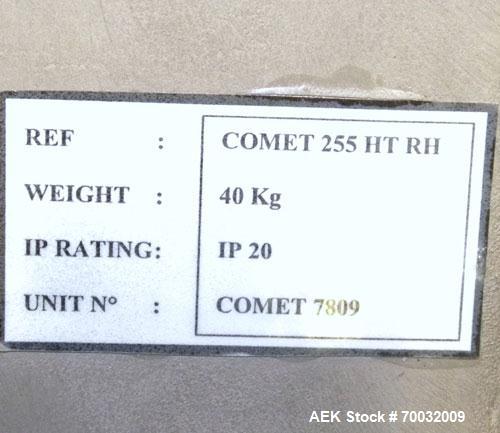 REF : COMET 255 HT RH
WEIGHT : 40 Kg
IP RATING: IP 20
UNIT N° : COMET 7809
AEK Stock # 70032009